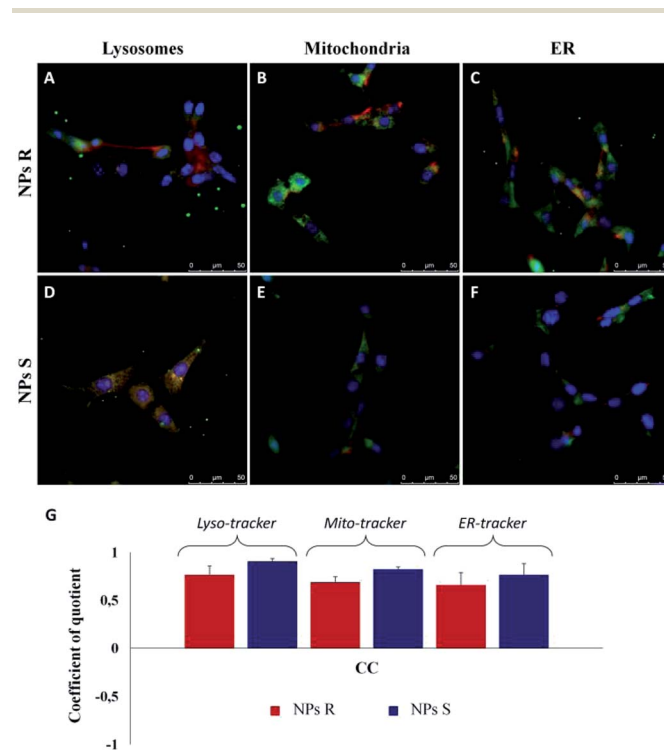 Lysosomes Mitochondria ER
NPs R
A B C
0 µm 50 0 µm 50 0 µm 5
NPs S
D E F
0 µm 50 0 µm 50 0 µm 5
G
Lyso-tracker Mito-tracker ER-tracker
Coefficient of quotient
1
0,5
0
-0,5
-1
CC
NPs R NPs S